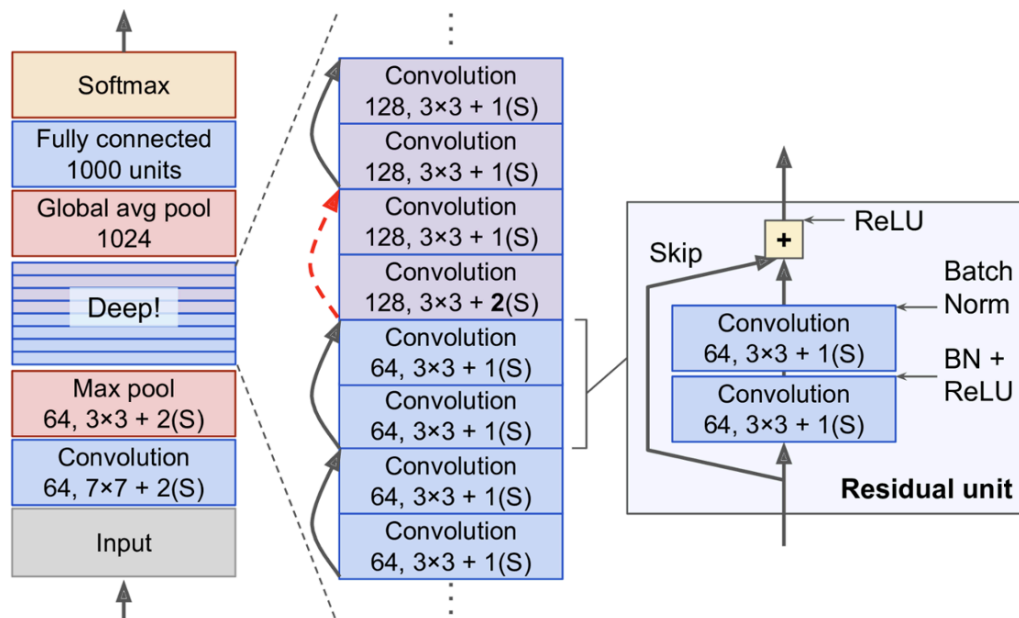 Softmax
Fully connected
1000 units
Global avg pool
1024
Deep!
Max pool
64, 3×3 + 2(S)
Convolution
64, 7×7 + 2(S)
Input
Convolution
128, 3×3 + 1(S)
Convolution
128, 3×3 + 1(S)
Convolution
128, 3×3 + 1(S)
Convolution
128, 3×3 + 2(S)
Convolution
64, 3×3 + 1(S)
Convolution
64, 3×3 + 1(S)
Convolution
64, 3×3 + 1(S)
Convolution
64, 3×3 + 1(S)
+
ReLU
Skip
Batch
Norm
Convolution
64, 3×3 + 1(S)
BN +
ReLU
Convolution
64, 3×3 + 1(S)
Residual unit